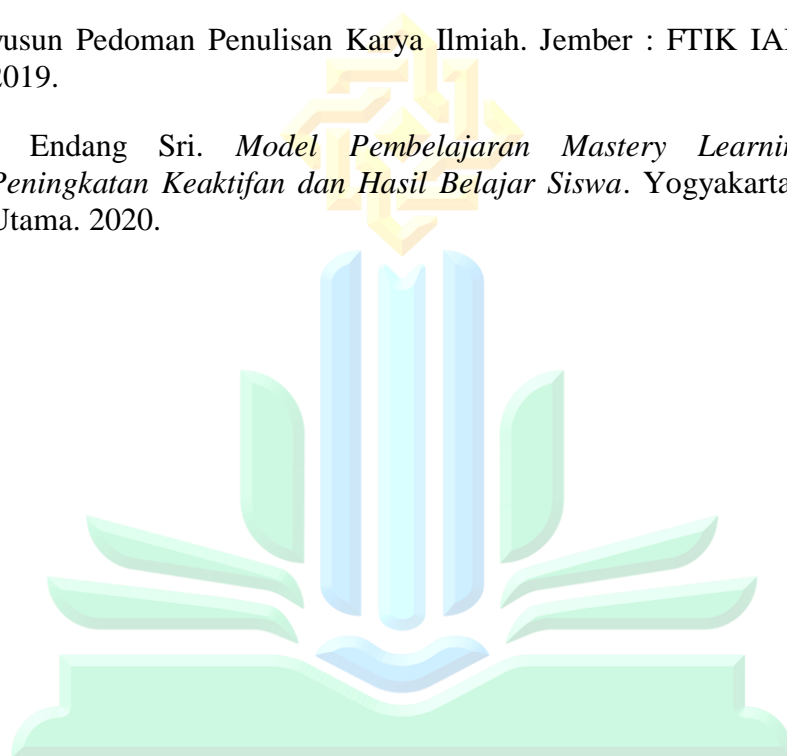 yusun Pedoman Penulisan Karya Ilmiah. Jember : FTIK IAI
2019.
Endang Sri. Model Pembelajaran Mastery Learnin
Peningkatan Keaktifan dan Hasil Belajar Siswa. Yogyakarta
Utama. 2020.